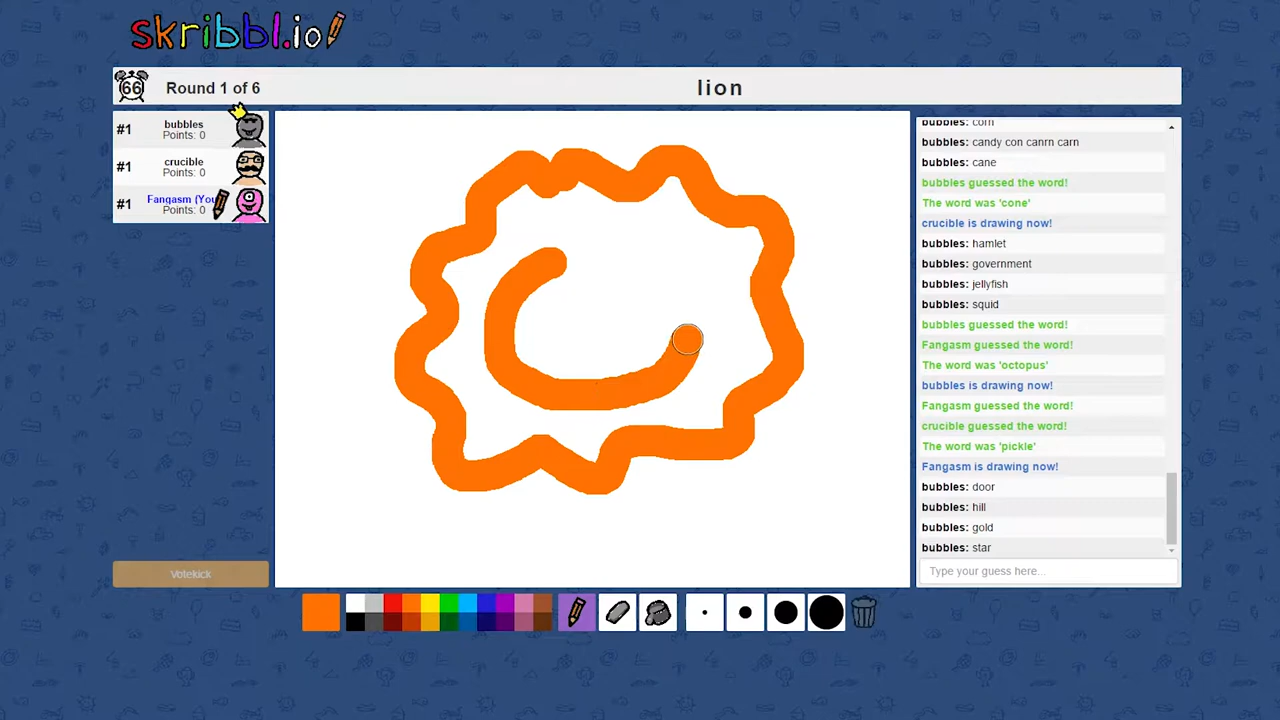 skribbl.io
66
Round 1 of 6
lion
#1
bubbles
Points: 0
#1
crucible
Points: 0
#1
Fangasm (You
Points: 0
Votekick
bubbles: corn
bubbles: candy con canrn carn
bubbles: cane
bubbles guessed the word!
The word was 'cone'
crucible is drawing now!
bubbles: hamlet
bubbles: government
bubbles: jellyfish
bubbles: squid
bubbles guessed the word!
Fangasm guessed the word!
The word was 'octopus'
bubbles is drawing now!
Fangasm guessed the word!
crucible guessed the word!
The word was 'pickle'
Fangasm is drawing now!
bubbles: door
bubbles: hill
bubbles: gold
bubbles: star
Type your guess here...